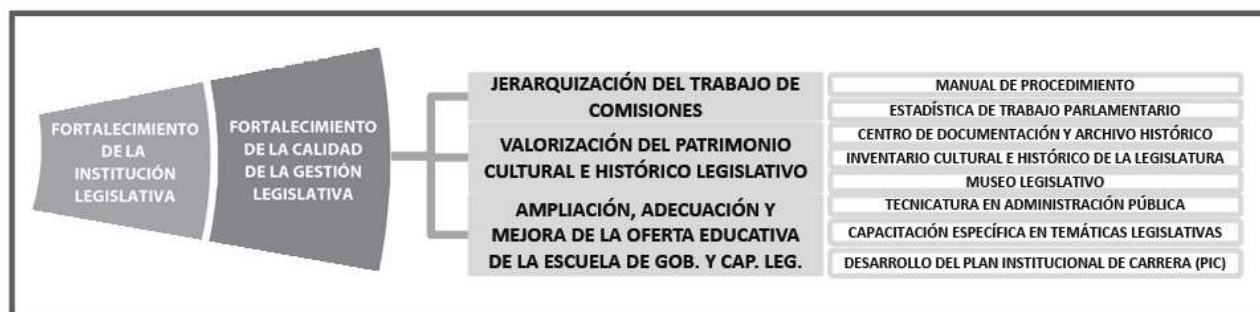 FORTALECIMIENTO
DE LA
INSTITUCIÓN
LEGISLATIVA
FORTALECIMIENTO
DE LA CALIDAD
DE LA GESTIÓN
LEGISLATIVA
JERARQUIZACIÓN DEL TRABAJO DE
COMISIONES
MANUAL DE PROCEDIMIENTO
ESTADÍSTICA DE TRABAJO PARLAMENTARIO
VALORIZACIÓN DEL PATRIMONIO
CULTURAL E HISTÓRICO LEGISLATIVO
CENTRO DE DOCUMENTACIÓN Y ARCHIVO HISTÓRICO
INVENTARIO CULTURAL E HISTÓRICO DE LA LEGISLATURA
MUSEO LEGISLATIVO
AMPLIACIÓN, ADECUACIÓN Y
MEJORA DE LA OFERTA EDUCATIVA
DE LA ESCUELA DE GOB. Y CAP. LEG.
TECNICATURA EN ADMINISTRACIÓN PÚBLICA
CAPACITACIÓN ESPECÍFICA EN TEMÁTICAS LEGISLATIVAS
DESARROLLO DEL PLAN INSTITUCIONAL DE CARRERA (PIC)